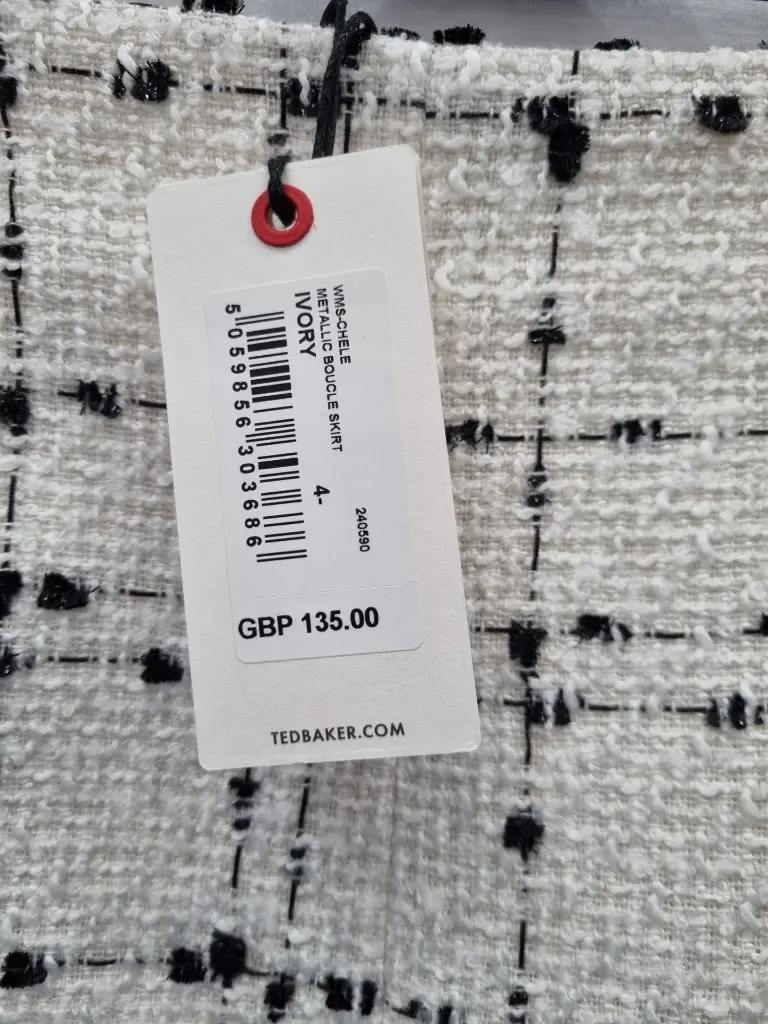 WMS-CHELE
METALLIC BOUCLE SKIRT
IVORY
4-
240590
5 059856 303686
GBP 135.00
TEDBAKER.COM